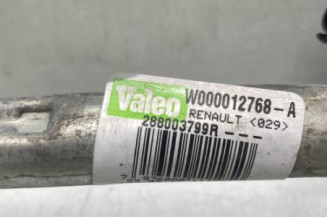 Valeo
W000012768-A
RENAULT <029>
288003799R---